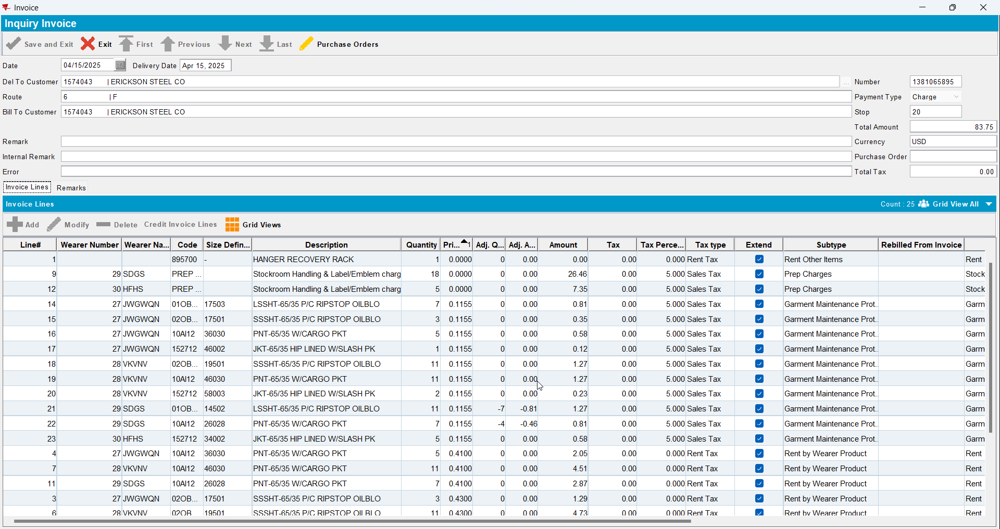 Invoice
Inquiry Invoice
Save and Exit Exit First Previous Next Last Purchase Orders
Date 04/15/2025 Delivery Date Apr 15, 2025
Del To Customer 1574043 | ERICKSON STEEL CO ... Number 1381065895
Route 6 | F Payment Type Charge
Bill To Customer 1574043 | ERICKSON STEEL CO Stop 20
Total Amount 83.75
Remark Currency USD
Internal Remark Purchase Order
Error Total Tax 0.00
Invoice Lines Remarks
Invoice Lines Count : 25 Grid View All
Add Modify Delete Credit Invoice Lines Grid Views
Line# Wearer Number Wearer Na... Code Size Defin... Description Quantity Pri... 1 Adj. Q... Adj. A... Amount Tax Tax Perce... Tax type Extend Subtype Rebilled From Invoice
1 895700 - HANGER RECOVERY RACK 1 0.0000 0 0.00 0.00 0.00 0.000 Rent Tax Rent Other Items Rent
9 29 SDGS PREP ... Stockroom Handling & Label/Emblem charg 18 0.0000 0 0.00 26.46 0.00 5.000 Sales Tax Prep Charges Stock
12 30 HFHS PREP ... Stockroom Handling & Label/Emblem charg 5 0.0000 0 0.00 7.35 0.00 5.000 Sales Tax Prep Charges Stock
14 27 JWGWQN 01OB... 17503 LSSHT-65/35 P/C RIPSTOP OILBLO 7 0.1155 0 0.00 0.81 0.00 5.000 Sales Tax Garment Maintenance Prot.. Garm
15 27 JWGWQN 02OB... 17501 SSSHT-65/35 P/C RIPSTOP OILBLO 3 0.1155 0 0.00 0.35 0.00 5.000 Sales Tax Garment Maintenance Prot.. Garm
16 27 JWGWQN 10AI12 36030 PNT-65/35 W/CARGO PKT 5 0.1155 0 0.00 0.58 0.00 5.000 Sales Tax Garment Maintenance Prot.. Garm
17 27 JWGWQN 152712 46002 JKT-65/35 HIP LINED W/SLASH PK 1 0.1155 0 0.00 0.12 0.00 5.000 Sales Tax Garment Maintenance Prot.. Garm
18 28 VKVNV 02OB... 19501 SSSHT-65/35 P/C RIPSTOP OILBLO 11 0.1155 0 0.00 1.27 0.00 5.000 Sales Tax Garment Maintenance Prot.. Garm
19 28 VKVNV 10AI12 46030 PNT-65/35 W/CARGO PKT 11 0.1155 0 0.00 1.27 0.00 5.000 Sales Tax Garment Maintenance Prot.. Garm
20 28 VKVNV 152712 58003 JKT-65/35 HIP LINED W/SLASH PK 2 0.1155 0 0.00 0.23 0.00 5.000 Sales Tax Garment Maintenance Prot.. Garm
21 29 SDGS 01OB... 14502 LSSHT-65/35 P/C RIPSTOP OILBLO 11 0.1155 -7 -0.81 1.27 0.00 5.000 Sales Tax Garment Maintenance Prot.. Garm
22 29 SDGS 10AI12 26028 PNT-65/35 W/CARGO PKT 7 0.1155 -4 -0.46 0.81 0.00 5.000 Sales Tax Garment Maintenance Prot.. Garm
23 30 HFHS 152712 34002 JKT-65/35 HIP LINED W/SLASH PK 5 0.1155 0 0.00 0.58 0.00 5.000 Sales Tax Garment Maintenance Prot.. Garm
4 27 JWGWQN 10AI12 36030 PNT-65/35 W/CARGO PKT 5 0.4100 0 0.00 2.05 0.00 0.000 Rent Tax Rent by Wearer Product Rent
7 28 VKVNV 10AI12 46030 PNT-65/35 W/CARGO PKT 11 0.4100 0 0.00 4.51 0.00 0.000 Rent Tax Rent by Wearer Product Rent
11 29 SDGS 10AI12 26028 PNT-65/35 W/CARGO PKT 7 0.4100 0 0.00 2.87 0.00 0.000 Rent Tax Rent by Wearer Product Rent
3 27 JWGWQN 02OB... 17501 SSSHT-65/35 P/C RIPSTOP OILBLO 3 0.4300 0 0.00 1.29 0.00 0.000 Rent Tax Rent by Wearer Product Rent
6 28 VKVNV 02OB 19501 SSSHT-65/35 P/C RIPSTOP OILBLO 11 0.4300 0 0.00 4.73 0.00 0.000 Rent Tax Rent by Wearer Product Rent